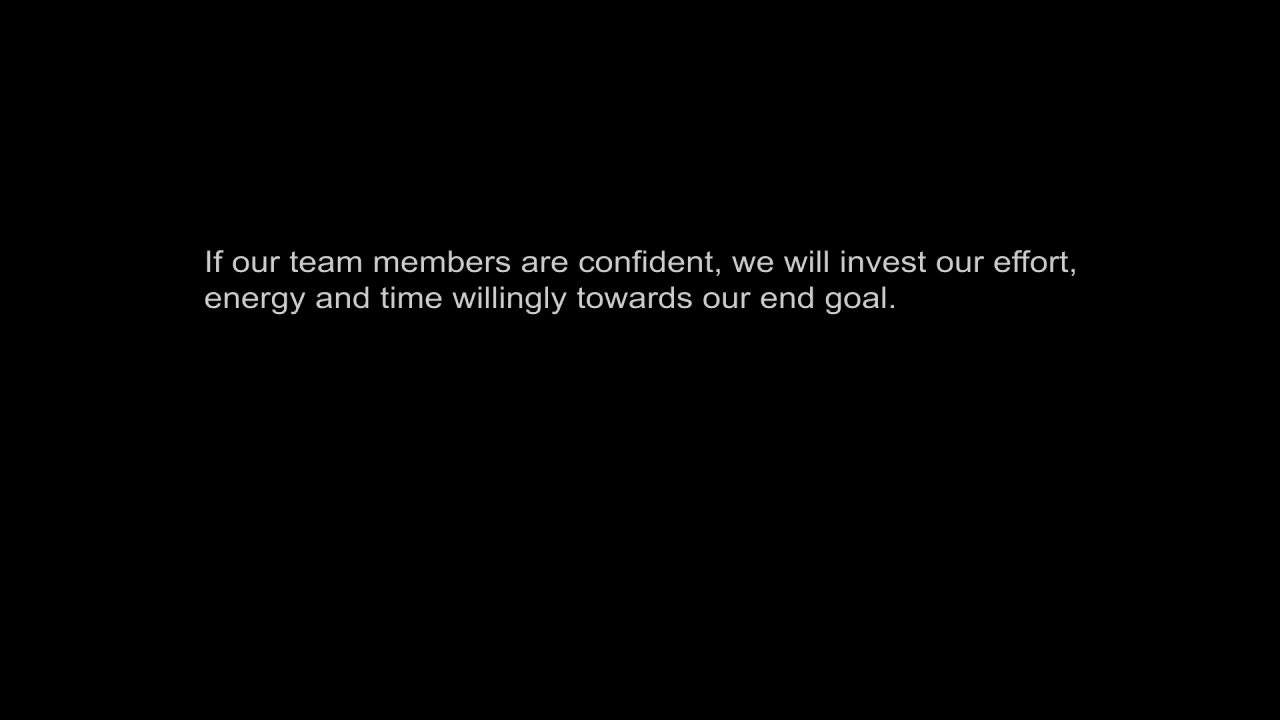 If our team members are confident, we will invest our effort,
energy and time willingly towards our end goal.